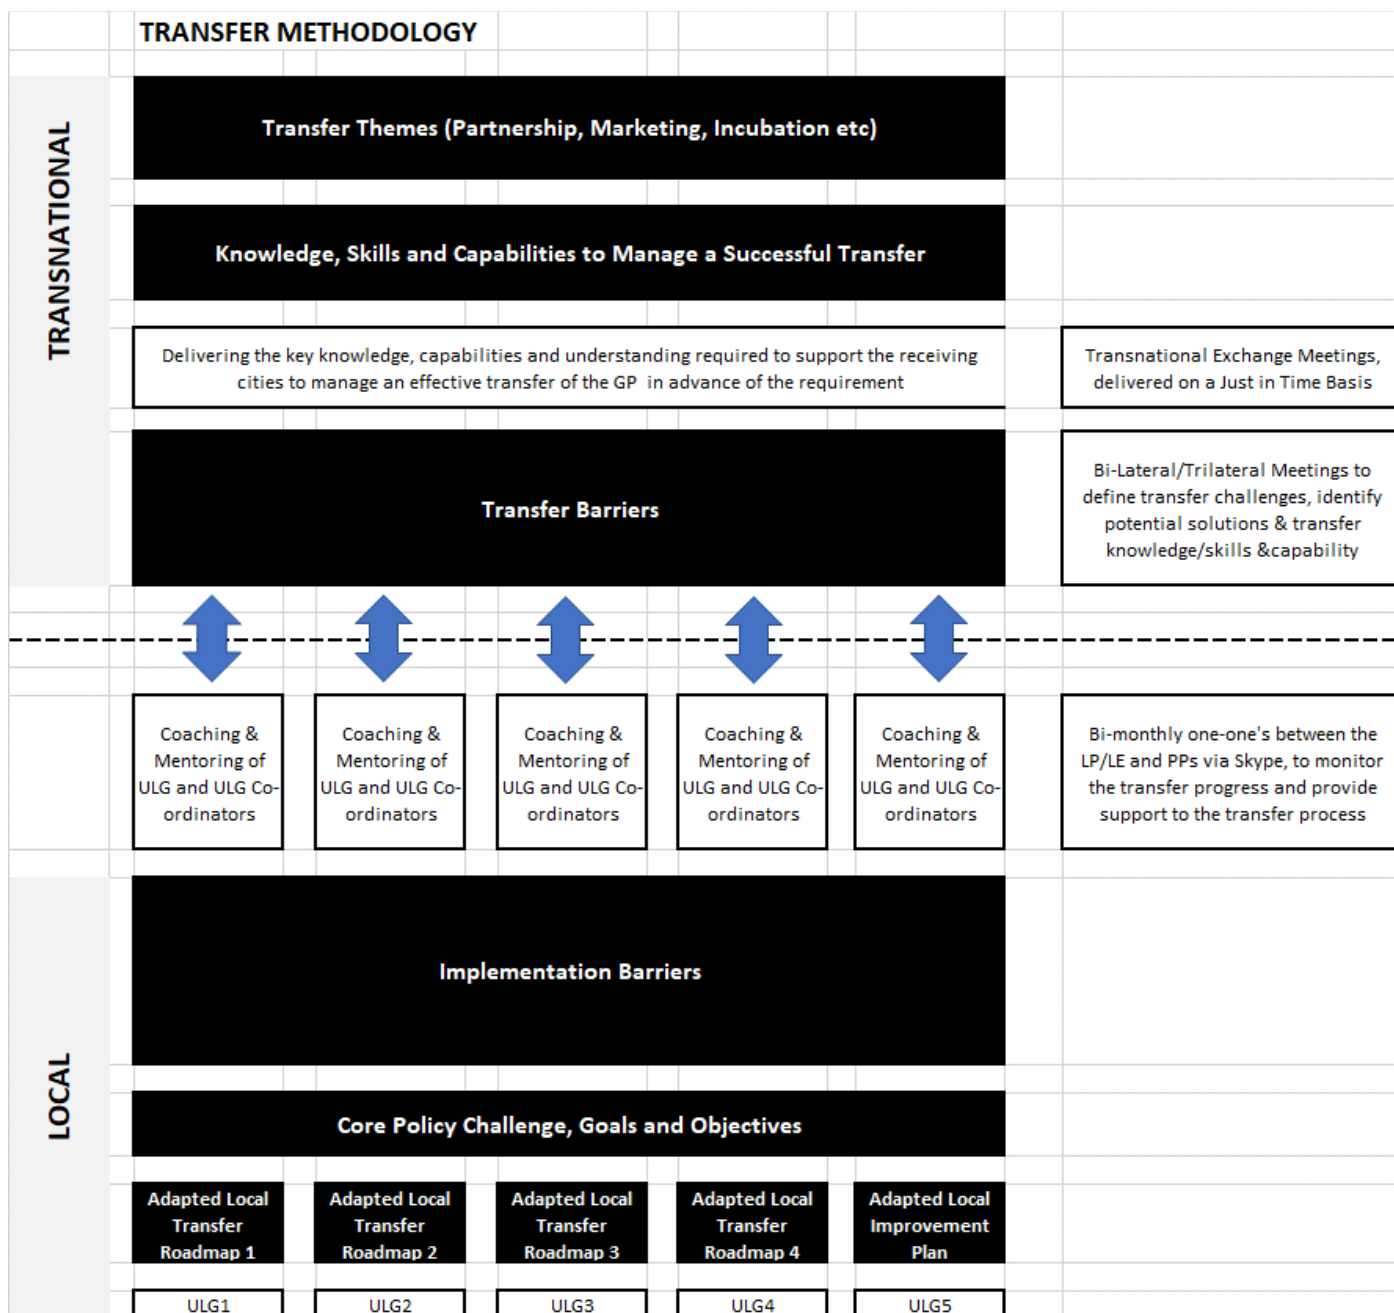 TRANSFER METHODOLOGY
TRANSNATIONAL
Transfer Themes (Partnership, Marketing, Incubation etc)
Knowledge, Skills and Capabilities to Manage a Successful Transfer
Delivering the key knowledge, capabilities and understanding required to support the receiving
cities to manage an effective transfer of the GP in advance of the requirement
Transnational Exchange Meetings,
delivered on a Just in Time Basis
Transfer Barriers
Bi-Lateral/Trilateral Meetings to
define transfer challenges, identify
potential solutions & transfer
knowledge/skills &capability
Coaching &
Mentoring of
ULG and ULG Co-
ordinators
Coaching &
Mentoring of
ULG and ULG Co-
ordinators
Coaching &
Mentoring of
ULG and ULG Co-
ordinators
Coaching &
Mentoring of
ULG and ULG Co-
ordinators
Coaching &
Mentoring of
ULG and ULG Co-
ordinators
Bi-monthly one-one's between the
LP/LE and PPs via Skype, to monitor
the transfer progress and provide
support to the transfer process
LOCAL
Implementation Barriers
Core Policy Challenge, Goals and Objectives
Adapted Local
Transfer
Roadmap 1
Adapted Local
Transfer
Roadmap 2
Adapted Local
Transfer
Roadmap 3
Adapted Local
Transfer
Roadmap 4
Adapted Local
Improvement
Plan
ULG1
ULG2
ULG3
ULG4
ULG5